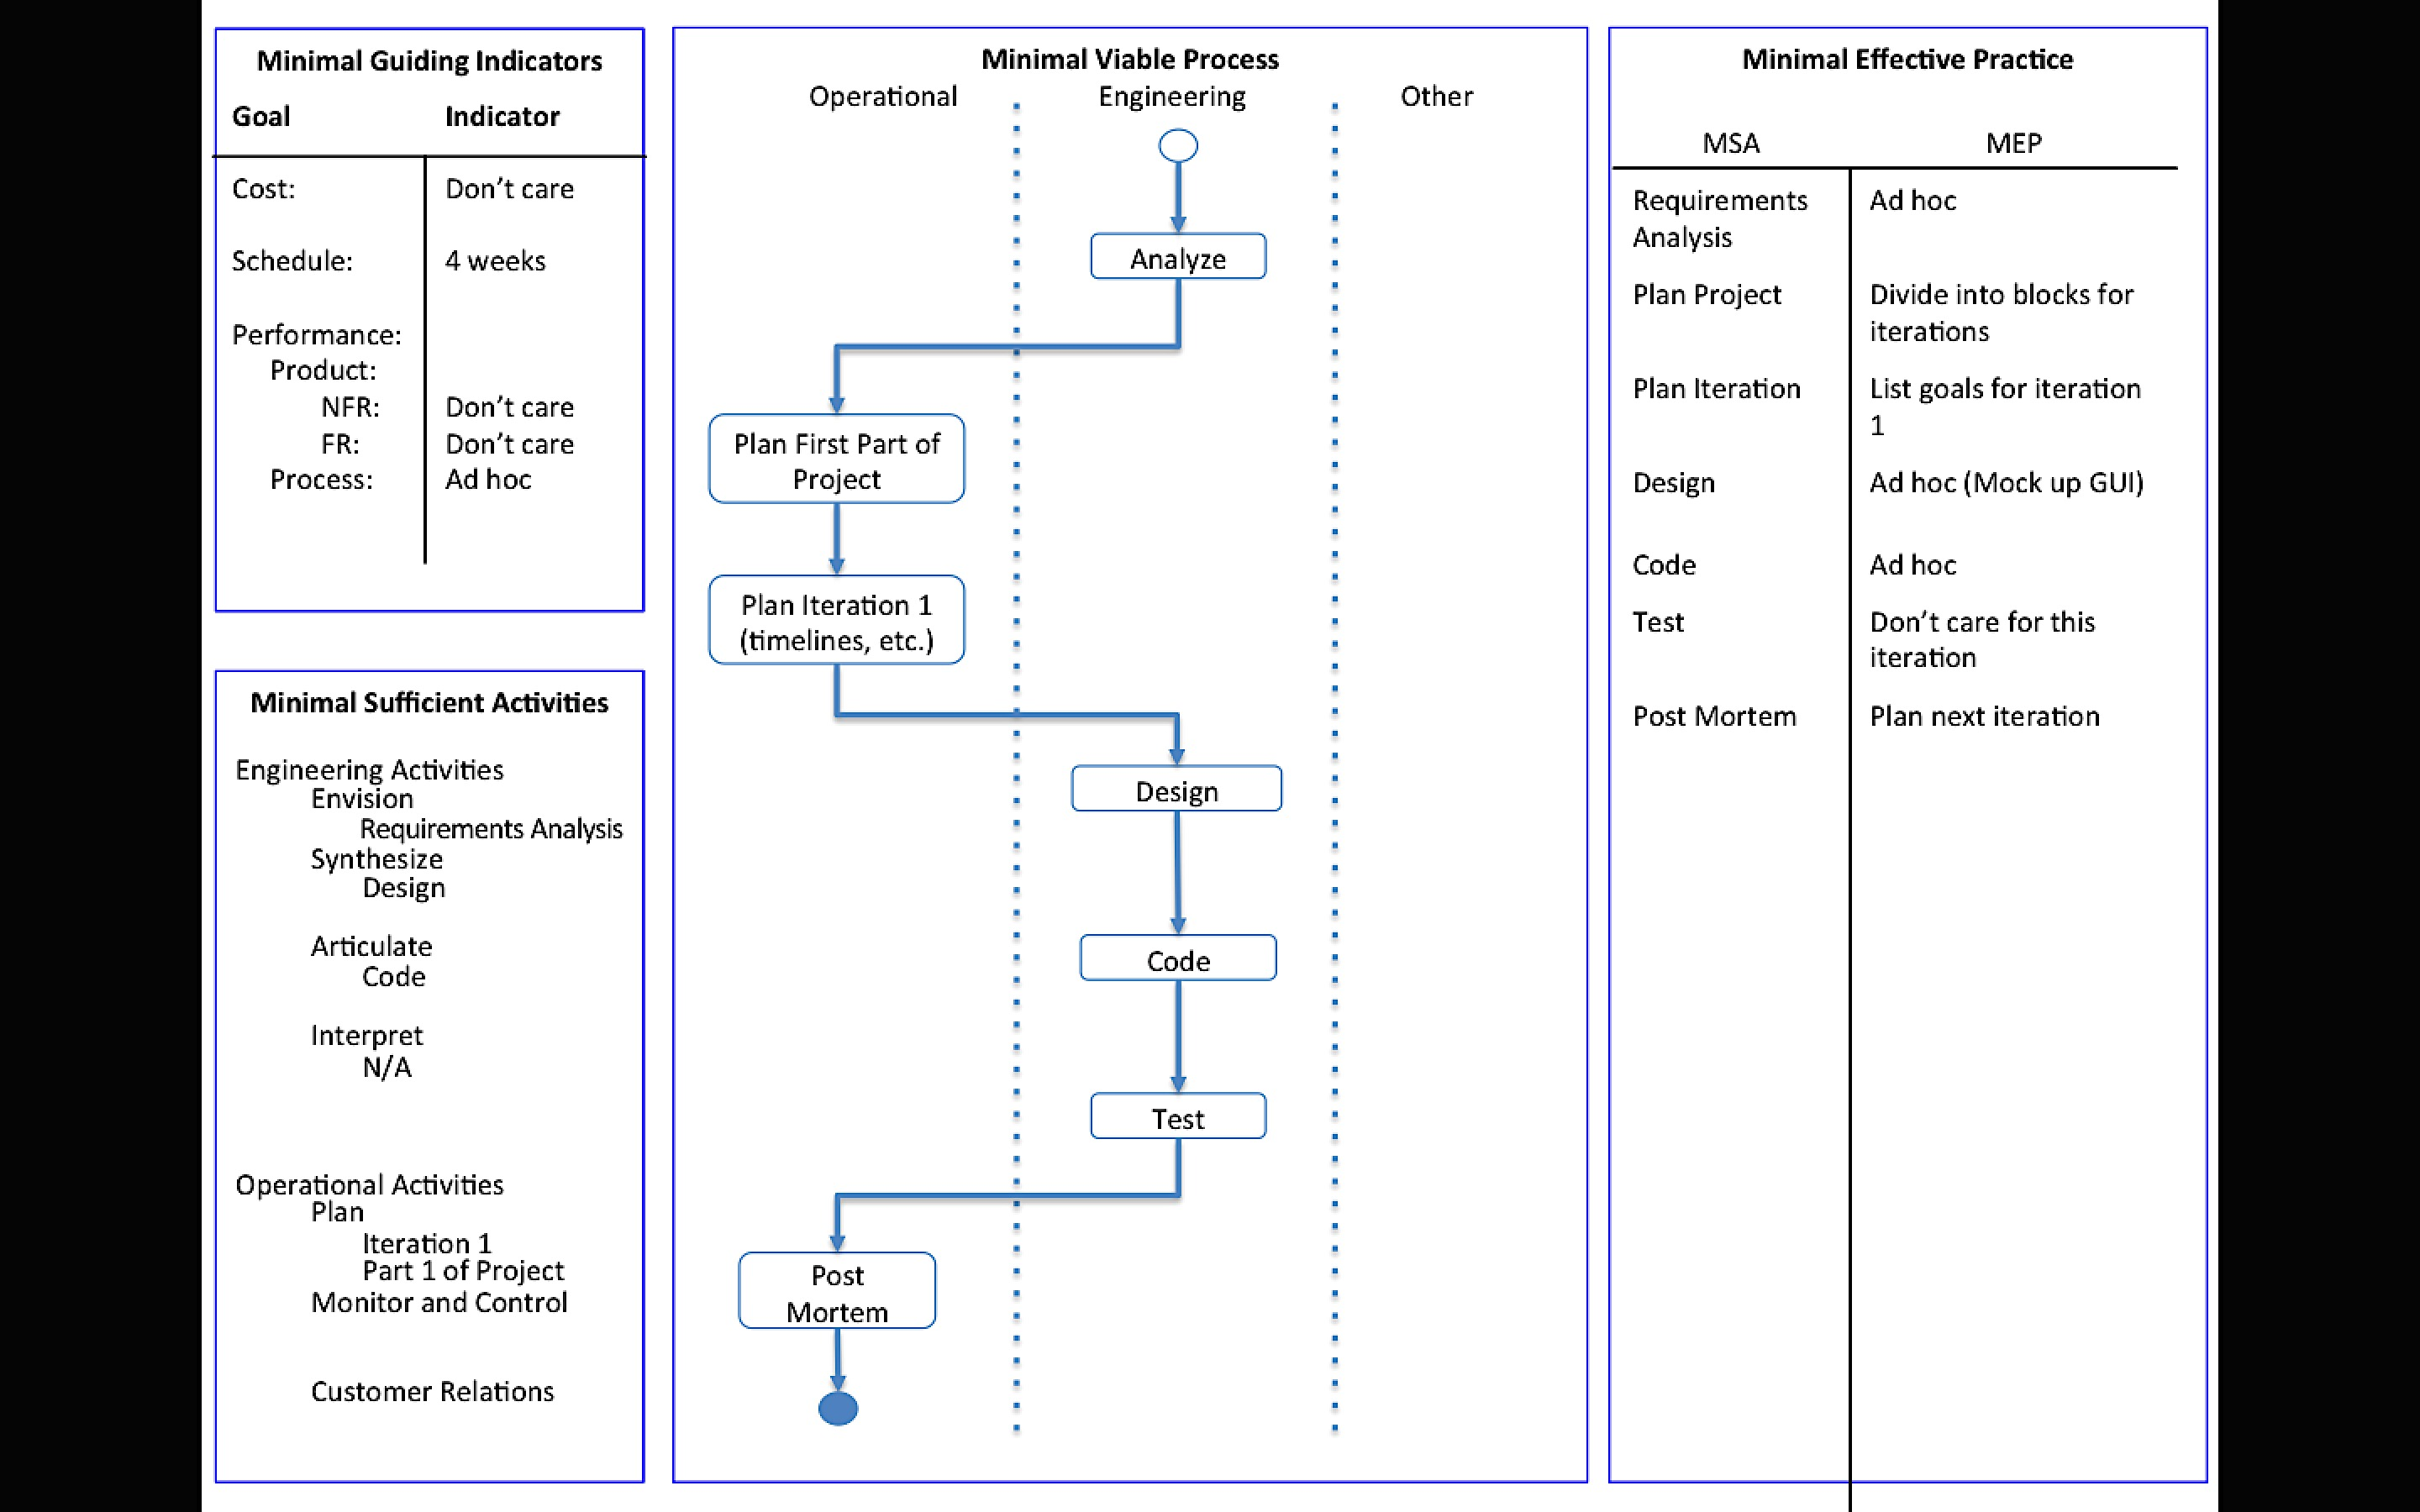 Minimal Guiding Indicators
Goal Indicator
Cost: Don’t care
Schedule: 4 weeks
Performance:
Product:
NFR: Don’t care
FR: Don’t care
Process: Ad hoc
Minimal Sufficient Activities
Engineering Activities
Envision
Requirements Analysis
Synthesize
Design
Articulate
Code
Interpret
N/A
Operational Activities
Plan
Iteration 1
Part 1 of Project
Monitor and Control
Customer Relations
Minimal Viable Process
Operational Engineering Other
Analyze
Plan First Part of
Project
Plan Iteration 1
(timelines, etc.)
Design
Code
Test
Post
Mortem
Minimal Effective Practice
MSA MEP
Requirements Ad hoc
Analysis
Plan Project Divide into blocks for
iterations
Plan Iteration List goals for iteration
1
Design Ad hoc (Mock up GUI)
Code Ad hoc
Test Don’t care for this
iteration
Post Mortem Plan next iteration